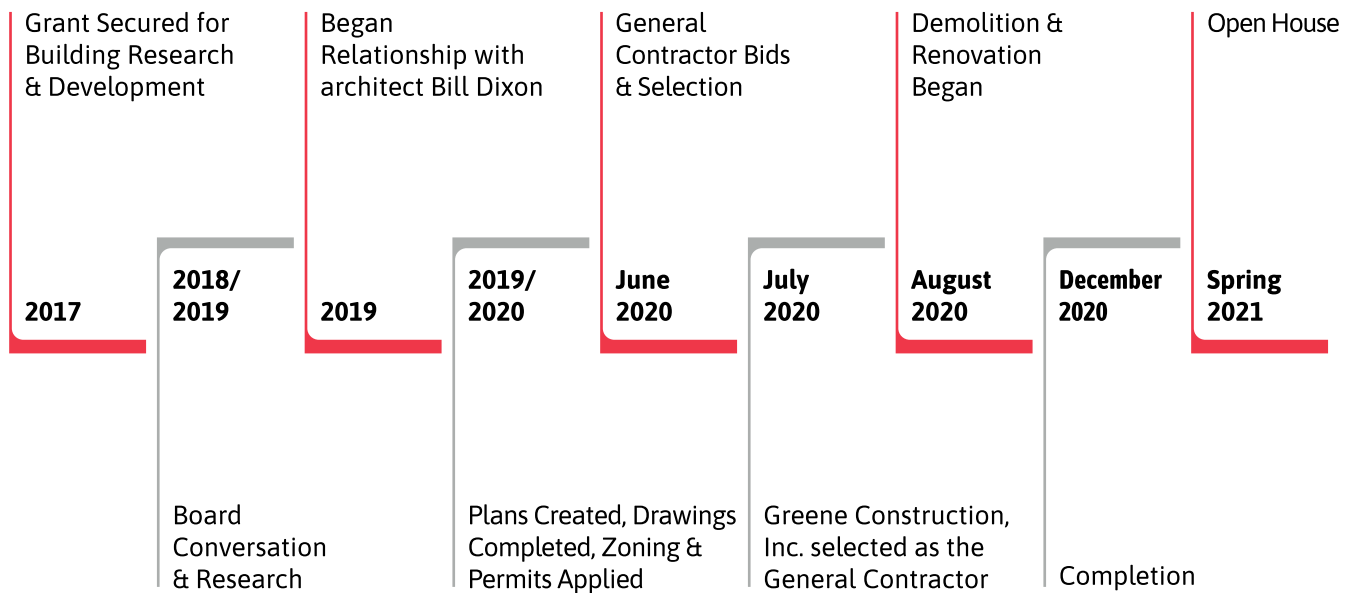 Grant Secured for
Building Research
& Development
2017
2018/
2019
Board
Conversation
& Research
Began
Relationship with
architect Bill Dixon
2019
2019/
2020
Plans Created, Drawings
Completed, Zoning &
Permits Applied
General
Contractor Bids
& Selection
June
2020
July
2020
Greene Construction,
Inc. selected as the
General Contractor
Demolition &
Renovation
Began
August
2020
December
2020
Completion
Open House
Spring
2021